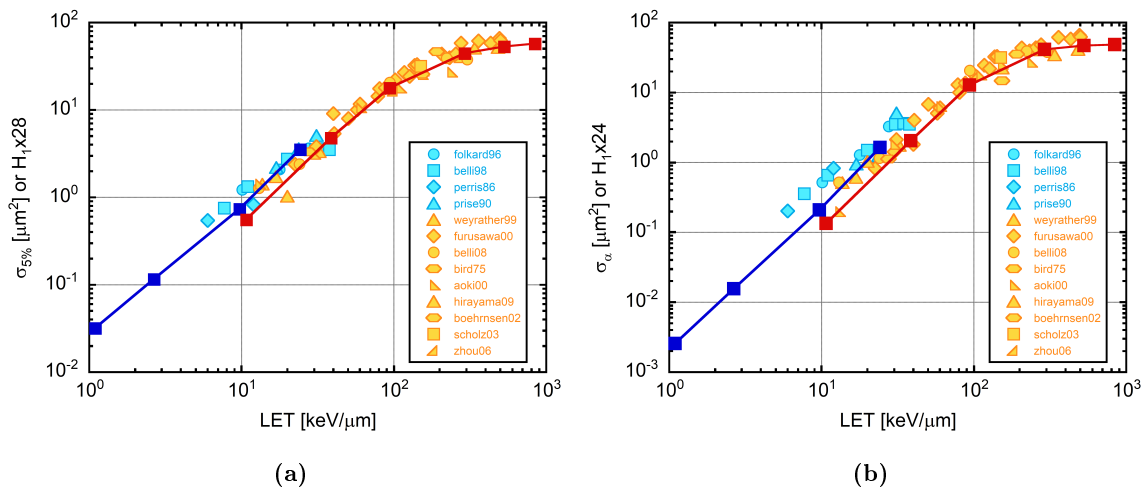 σ5% [μm²] or H₁x28
10³
10²
10¹
10⁰
10⁻¹
10⁻²
folkard96
belli98
perris86
prise90
weyrather99
furusawa00
belli08
bird75
aoki00
hirayama09
boehrnsen02
scholz03
zhou06
10⁰ 10¹ 10² 10³
LET [keV/μm]
(a)
σα [μm²] or H₁x24
10²
10¹
10⁰
10⁻¹
10⁻²
10⁻³
folkard96
belli98
perris86
prise90
weyrather99
furusawa00
belli08
bird75
aoki00
hirayama09
boehrnsen02
scholz03
zhou06
10⁰ 10¹ 10² 10³
LET [keV/μm]
(b)